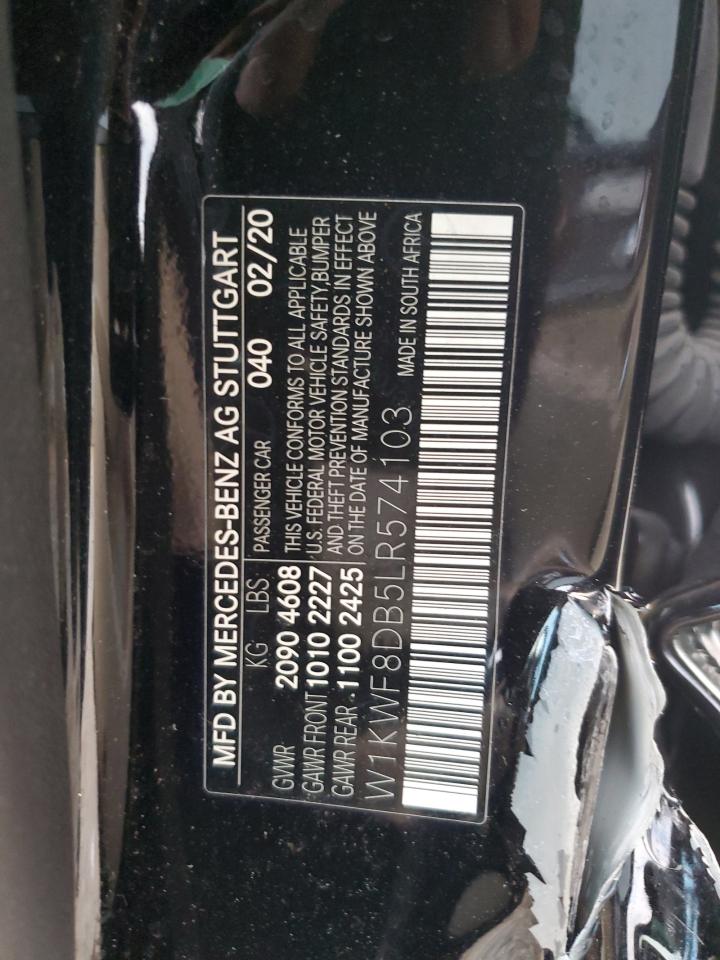 MFD BY MERCEDES-BENZ AG STUTTGART
KG LBS PASSENGER CAR 040 02/20
GVWR 2090 4608 THIS VEHICLE CONFORMS TO ALL APPLICABLE
GAWR FRONT 1010 2227 U.S. FEDERAL MOTOR VEHICLE SAFETY,BUMPER
GAWR REAR 1100 2425 AND THEFT PREVENTION STANDARDS IN EFFECT
ON THE DATE OF MANUFACTURE SHOWN ABOVE
W1KWF8DB5LR574103 MADE IN SOUTH AFRICA